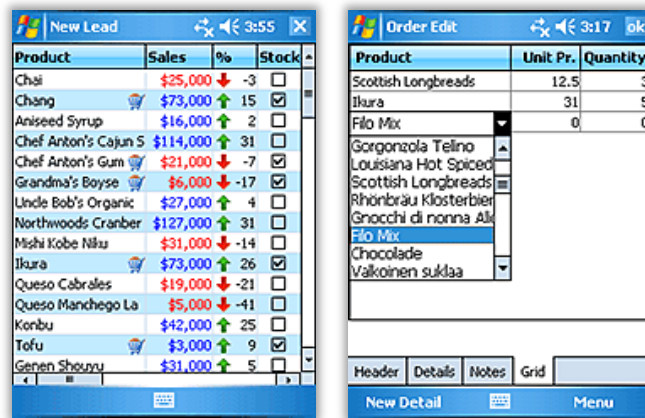 New Lead 3:55
Product Sales % Stock
Chai $25,000 -3
Chang $73,000 15
Aniseed Syrup $16,000 2
Chef Anton's Cajun S $114,000 31
Chef Anton's Gum $21,000 -7
Grandma's Boyse $6,000 -17
Uncle Bob's Organic $27,000 4
Northwoods Cranber $127,000 31
Mishi Kobe Niku $31,000 -14
Ikura $73,000 26
Queso Cabrales $19,000 -21
Queso Manchego La $5,000 -41
Konbu $42,000 25
Tofu $3,000 9
Genen Shouyu $31,000 5
Order Edit 3:17 ok
Product Unit Pr. Quantity
Scottish Longbreads 12.5 3
Ikura 31 5
Filo Mix 0 0
Gorgonzola Telino
Louisiana Hot Spiced
Scottish Longbreads
Rhönbräu Klosterbier
Gnocchi di nonna Alic
Filo Mix
Chocolade
Valkoinen suklaa
Header Details Notes Grid
New Detail Menu